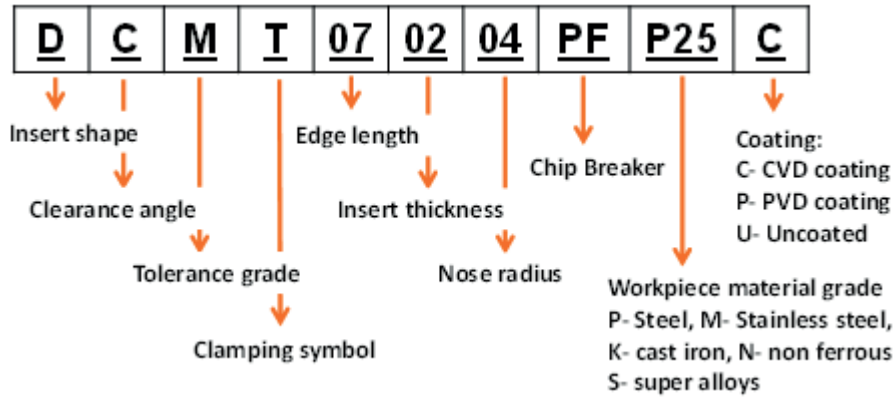 D C M T 07 02 04 PF P25 C
Insert shape
Edge length
Coating:
C- CVD coating
P- PVD coating
U- Uncoated
Chip Breaker
Clearance angle
Insert thickness
Tolerance grade
Nose radius
Workpiece material grade
P- Steel, M- Stainless steel,
K- cast iron, N- non ferrous
S- super alloys
Clamping symbol